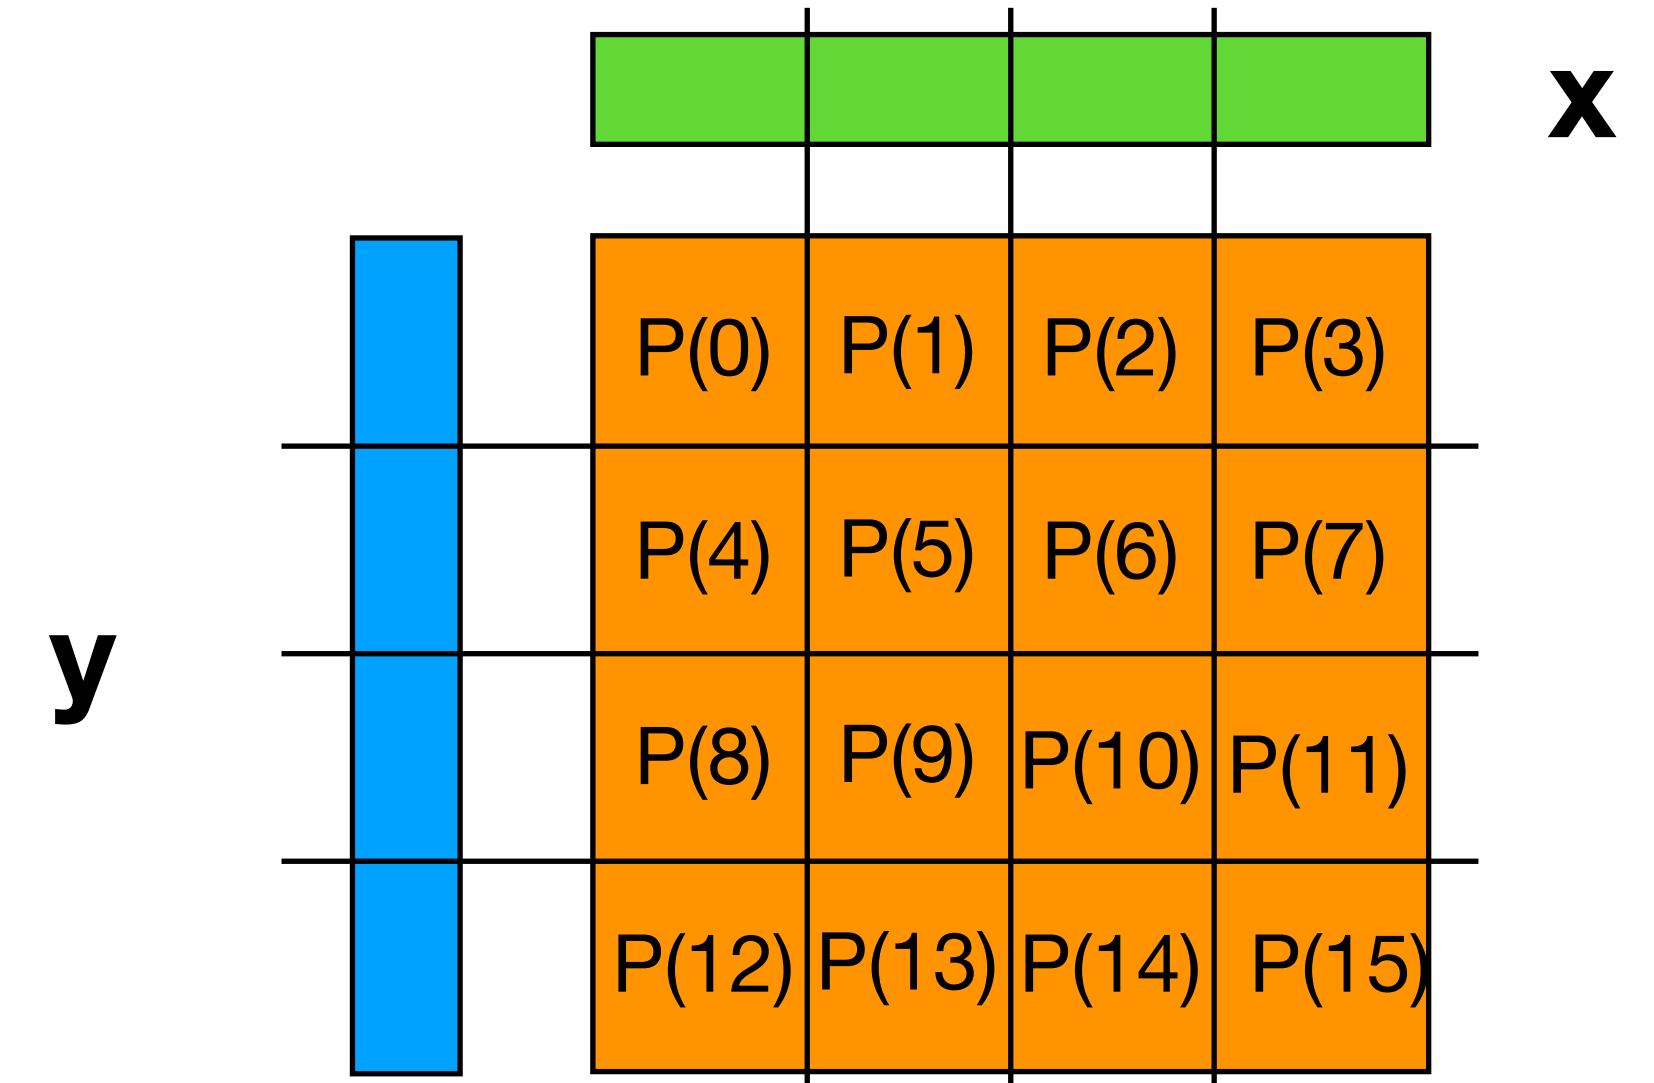 x
P(0) P(1) P(2) P(3)
P(4) P(5) P(6) P(7)
y
P(8) P(9) P(10) P(11)
P(12) P(13) P(14) P(15)